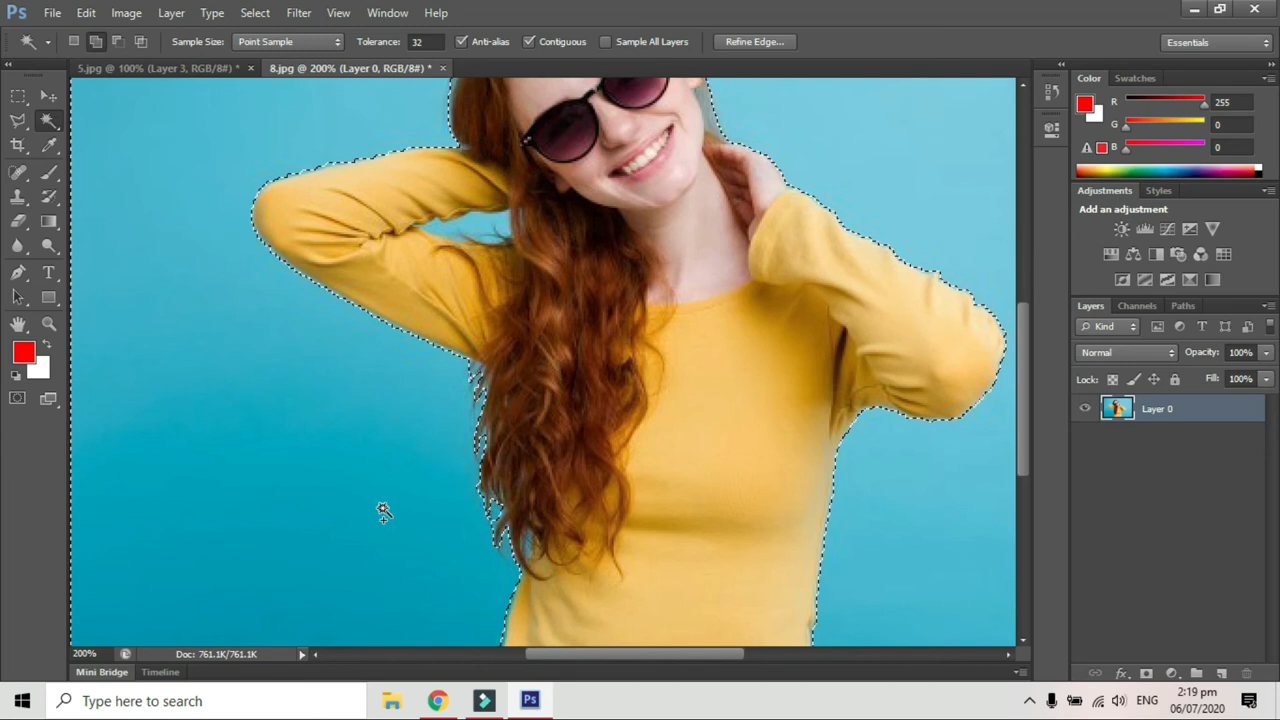 Ps File Edit Image Layer Type Select Filter View Window Help
Sample Size: Point Sample Tolerance: 32 Anti-alias Contiguous Sample All Layers Refine Edge... Essentials
5.jpg @ 100% (Layer 3, RGB/8#) * × 8.jpg @ 200% (Layer 0, RGB/8#) * ×
Color Swatches
R 255
G 0
B 0
Adjustments Styles
Add an adjustment
Layers Channels Paths
Kind
Normal Opacity: 100%
Lock: Fill: 100%
Layer 0
200% Doc: 761.1K/761.1K
Mini Bridge Timeline
Type here to search
Ps
ENG
2:19 pm
06/07/2020